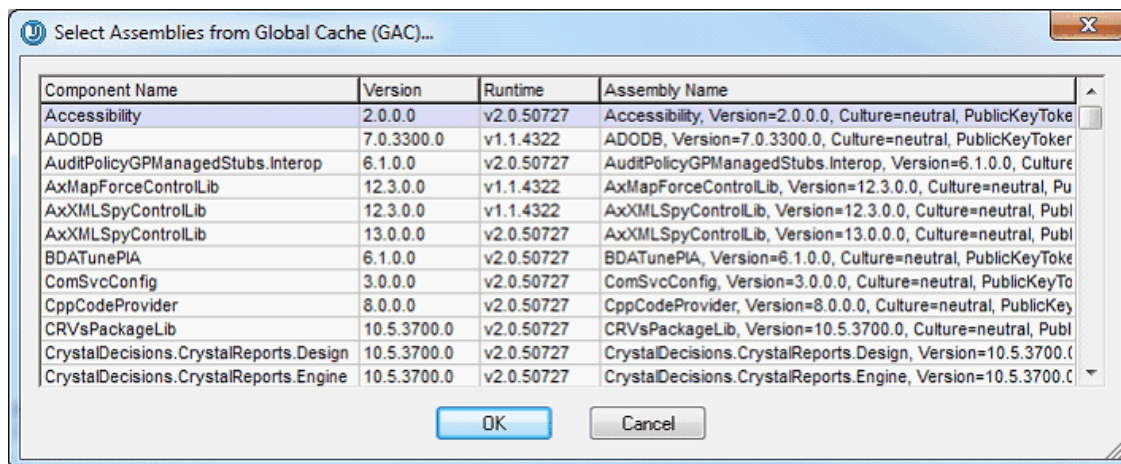 Select Assemblies from Global Cache (GAC)...
Component Name Version Runtime Assembly Name
Accessibility 2.0.0.0 v2.0.50727 Accessibility, Version=2.0.0.0, Culture=neutral, PublicKeyToke
ADODB 7.0.3300.0 v1.1.4322 ADODB, Version=7.0.3300.0, Culture=neutral, PublicKeyToken
AuditPolicyGPManagedStubs.Interop 6.1.0.0 v2.0.50727 AuditPolicyGPManagedStubs.Interop, Version=6.1.0.0, Culture
AxMapForceControlLib 12.3.0.0 v1.1.4322 AxMapForceControlLib, Version=12.3.0.0, Culture=neutral, Pu
AxXMLSpyControlLib 12.3.0.0 v1.1.4322 AxXMLSpyControlLib, Version=12.3.0.0, Culture=neutral, Publ
AxXMLSpyControlLib 13.0.0.0 v2.0.50727 AxXMLSpyControlLib, Version=13.0.0.0, Culture=neutral, Publ
BDATunePIA 6.1.0.0 v2.0.50727 BDATunePIA, Version=6.1.0.0, Culture=neutral, PublicKeyToke
ComSvcConfig 3.0.0.0 v2.0.50727 ComSvcConfig, Version=3.0.0.0, Culture=neutral, PublicKeyTo
CppCodeProvider 8.0.0.0 v2.0.50727 CppCodeProvider, Version=8.0.0.0, Culture=neutral, PublicKey
CRVsPackageLib 10.5.3700.0 v2.0.50727 CRVsPackageLib, Version=10.5.3700.0, Culture=neutral, Publ
CrystalDecisions.CrystalReports.Design 10.5.3700.0 v2.0.50727 CrystalDecisions.CrystalReports.Design, Version=10.5.3700.(
CrystalDecisions.CrystalReports.Engine 10.5.3700.0 v2.0.50727 CrystalDecisions.CrystalReports.Engine, Version=10.5.3700.(
OK Cancel